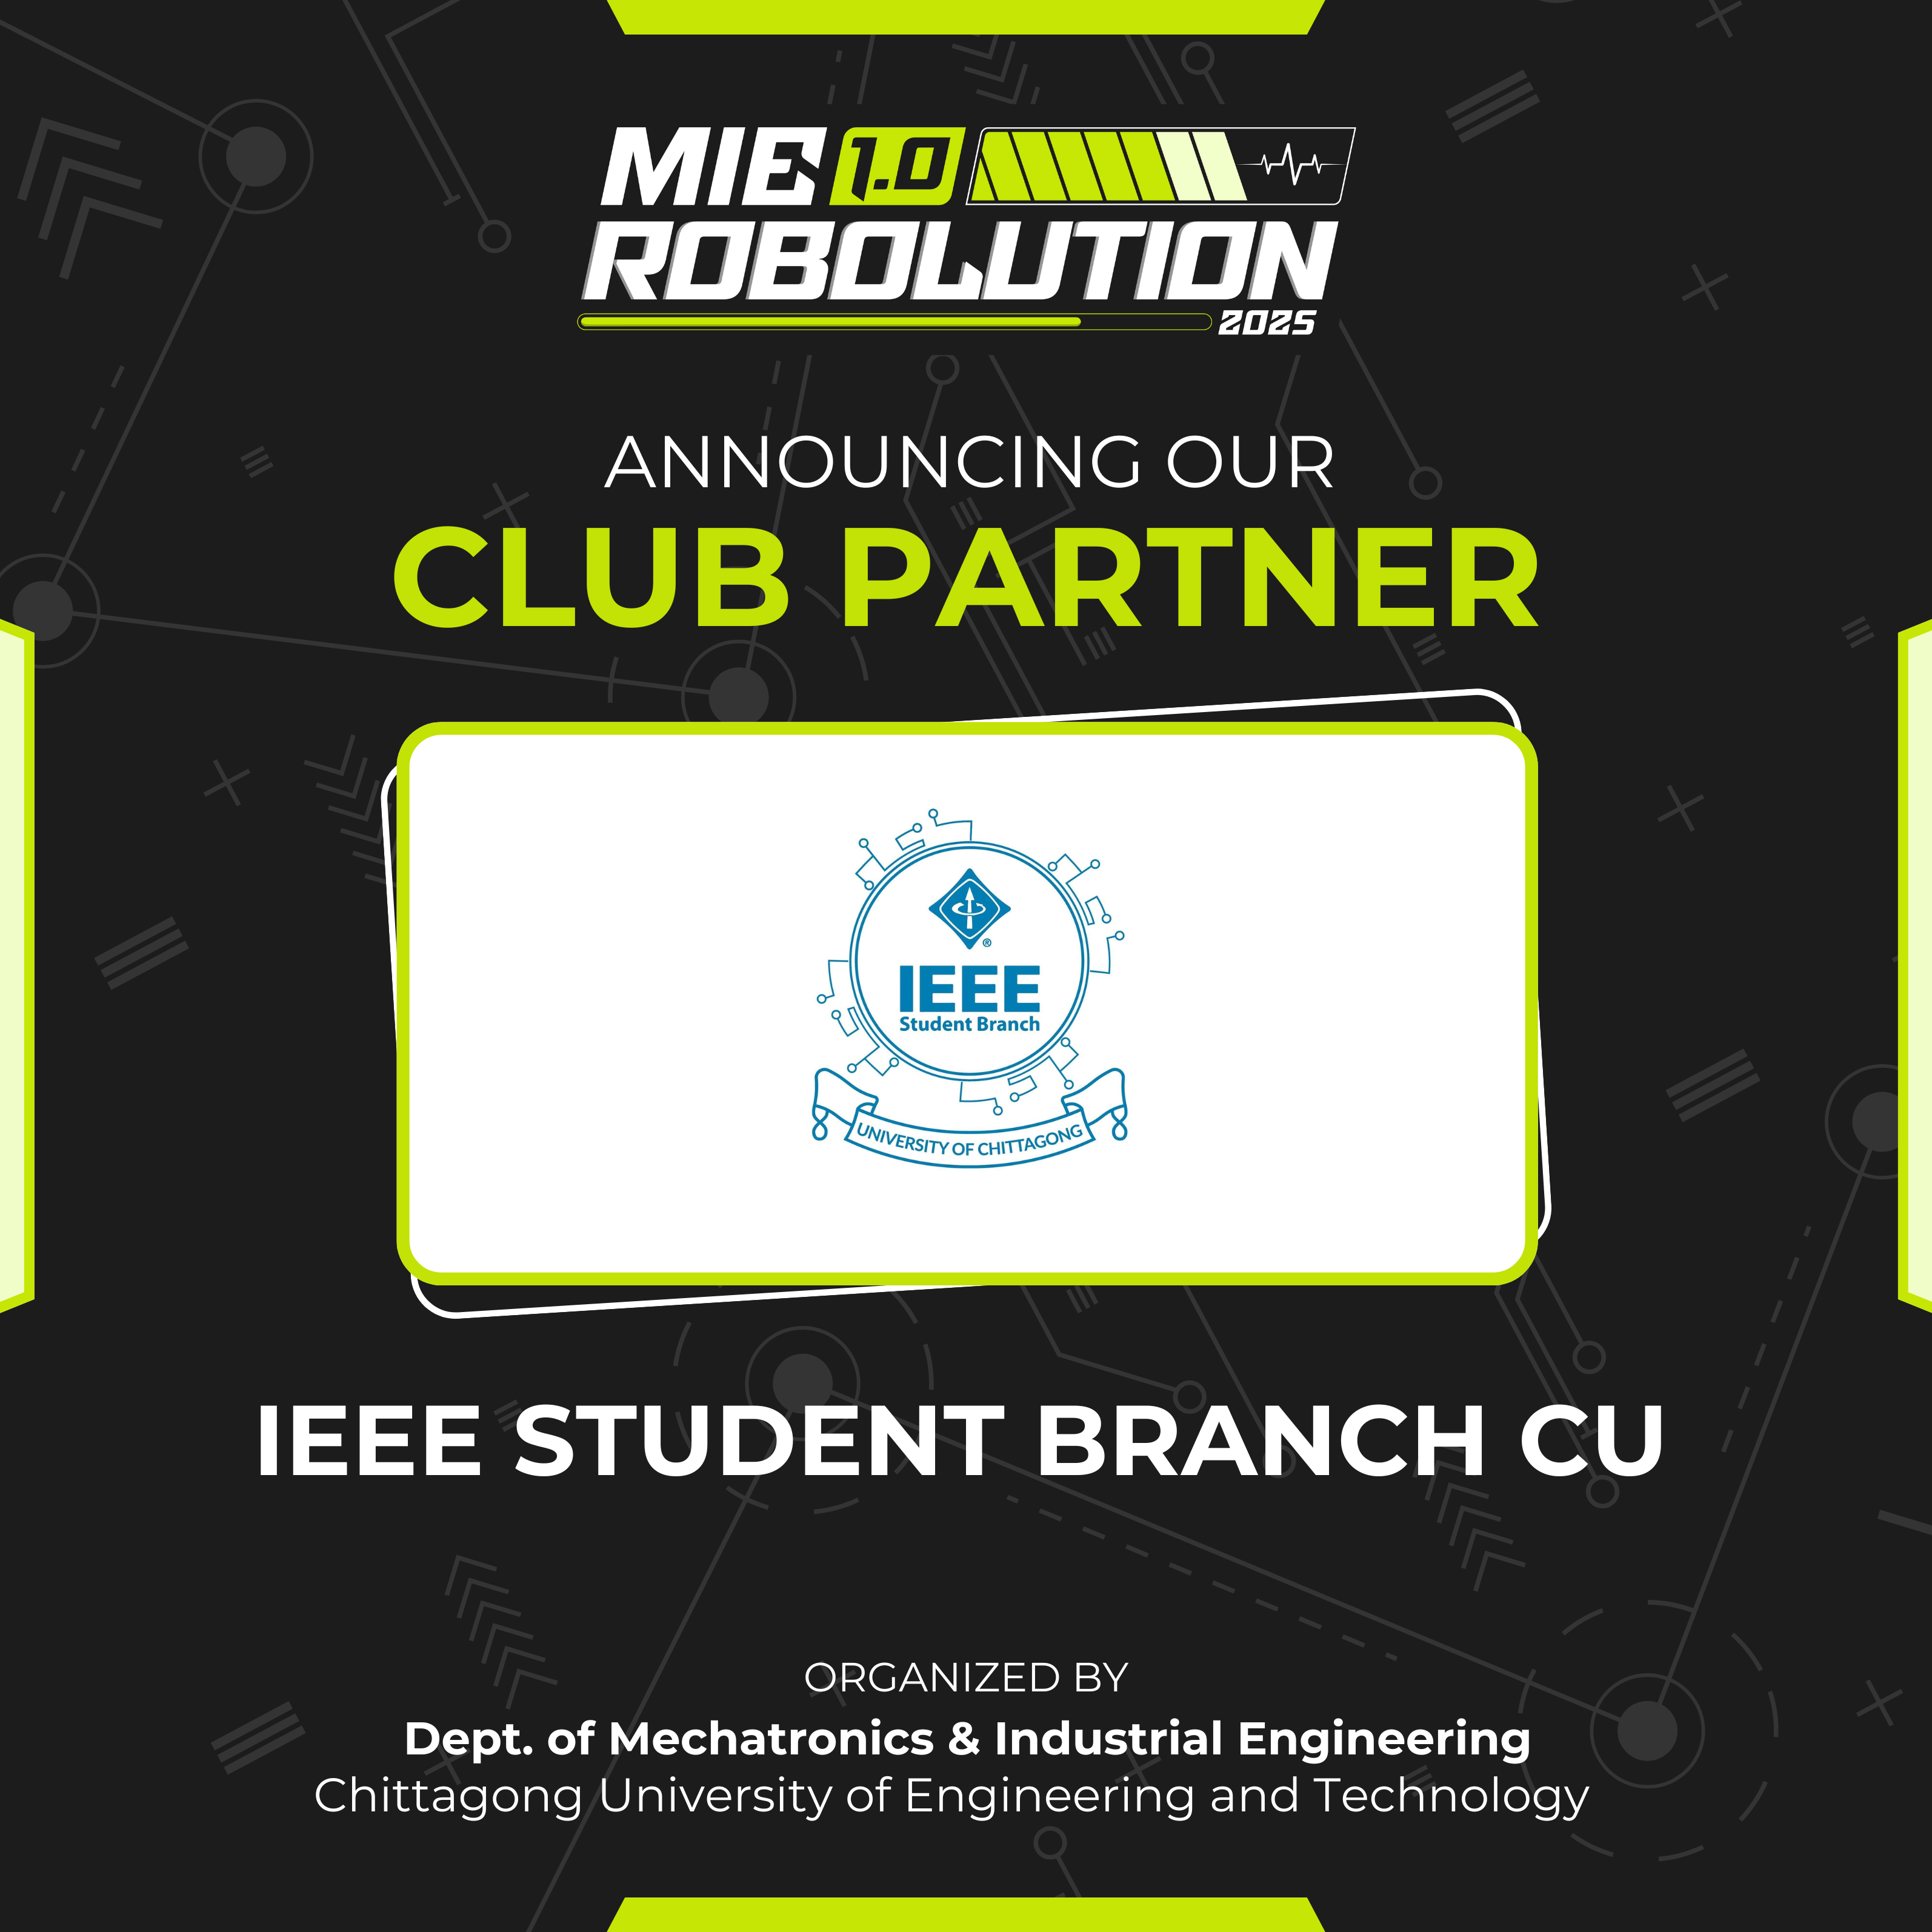 MIE 1.0
ROBOLUTION
2025
ANNOUNCING OUR
CLUB PARTNER
®
IEEE
Student Branch
UNIVERSITY OF CHITTAGONG
IEEE STUDENT BRANCH CU
ORGANIZED BY
Dept. of Mechatronics & Industrial Engineering
Chittagong University of Engineering and Technology